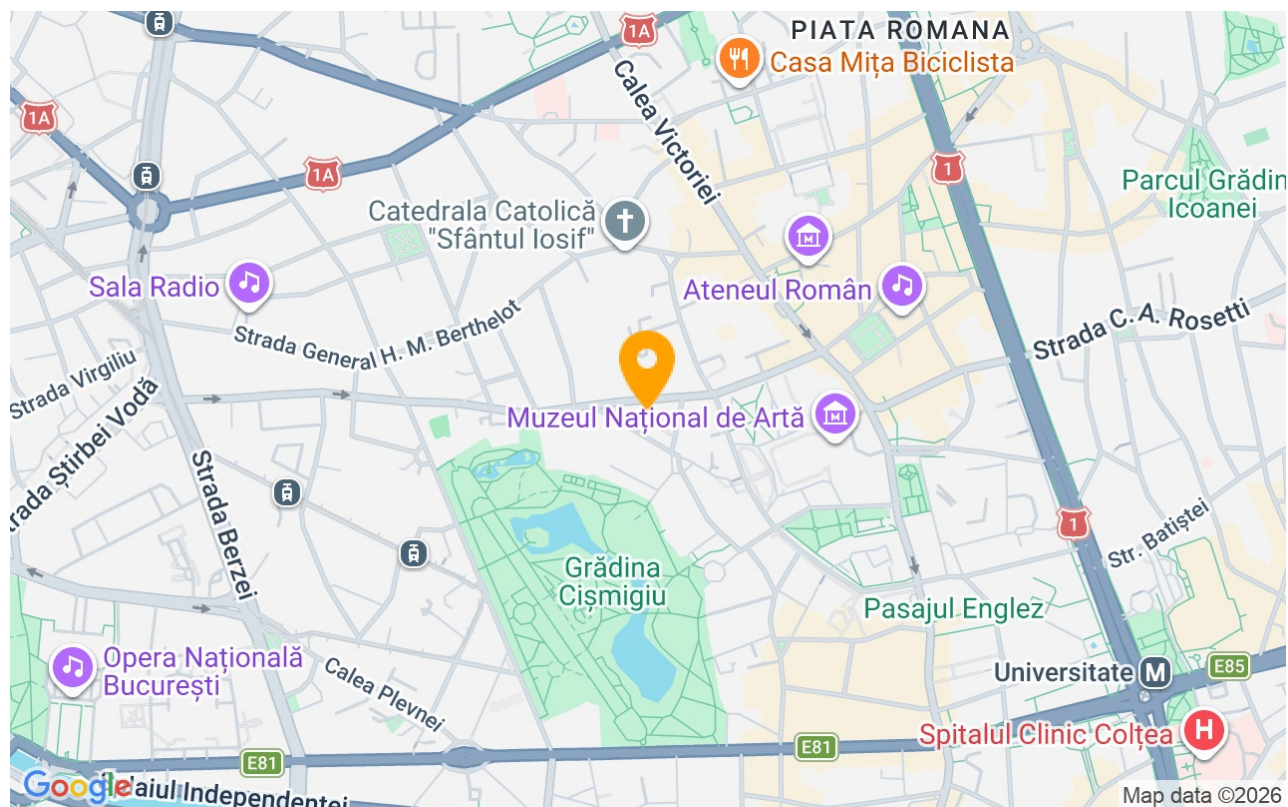 1A
PIATA ROMANA
Casa Mița Biciclista
1A
Calea Victoriei
1A
1
Parcul Grădin
Icoanei
Catedrala Catolică
"Sfântul Iosif"
Sala Radio
Ateneul Român
Strada C. A. Rosetti
Strada General H. M. Berthelot
Strada Virgiliu
trada Știrbei Vodă
Muzeul Național de Artă
Strada Berzei
1
Str. Batiștei
Grădina
Cișmigiu
Pasajul Englez
Opera Națională
București
Calea Plevnei
Universitate
M
E85
Spitalul Clinic Colțea
H
E81
E81
Google
laiul Independenței
Map data ©2026